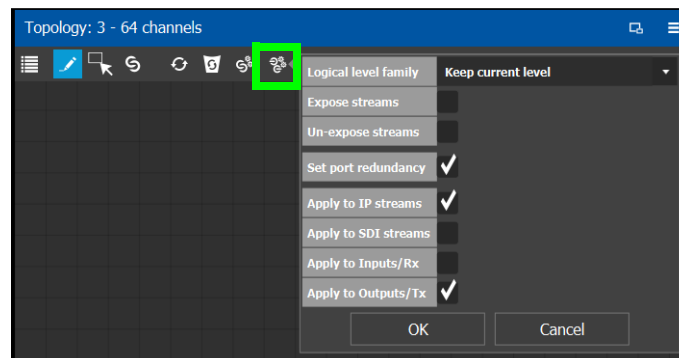 Topology: 3 - 64 channels
Logical level family Keep current level
Expose streams
Un-expose streams
Set port redundancy
Apply to IP streams
Apply to SDI streams
Apply to Inputs/Rx
Apply to Outputs/Tx
OK Cancel